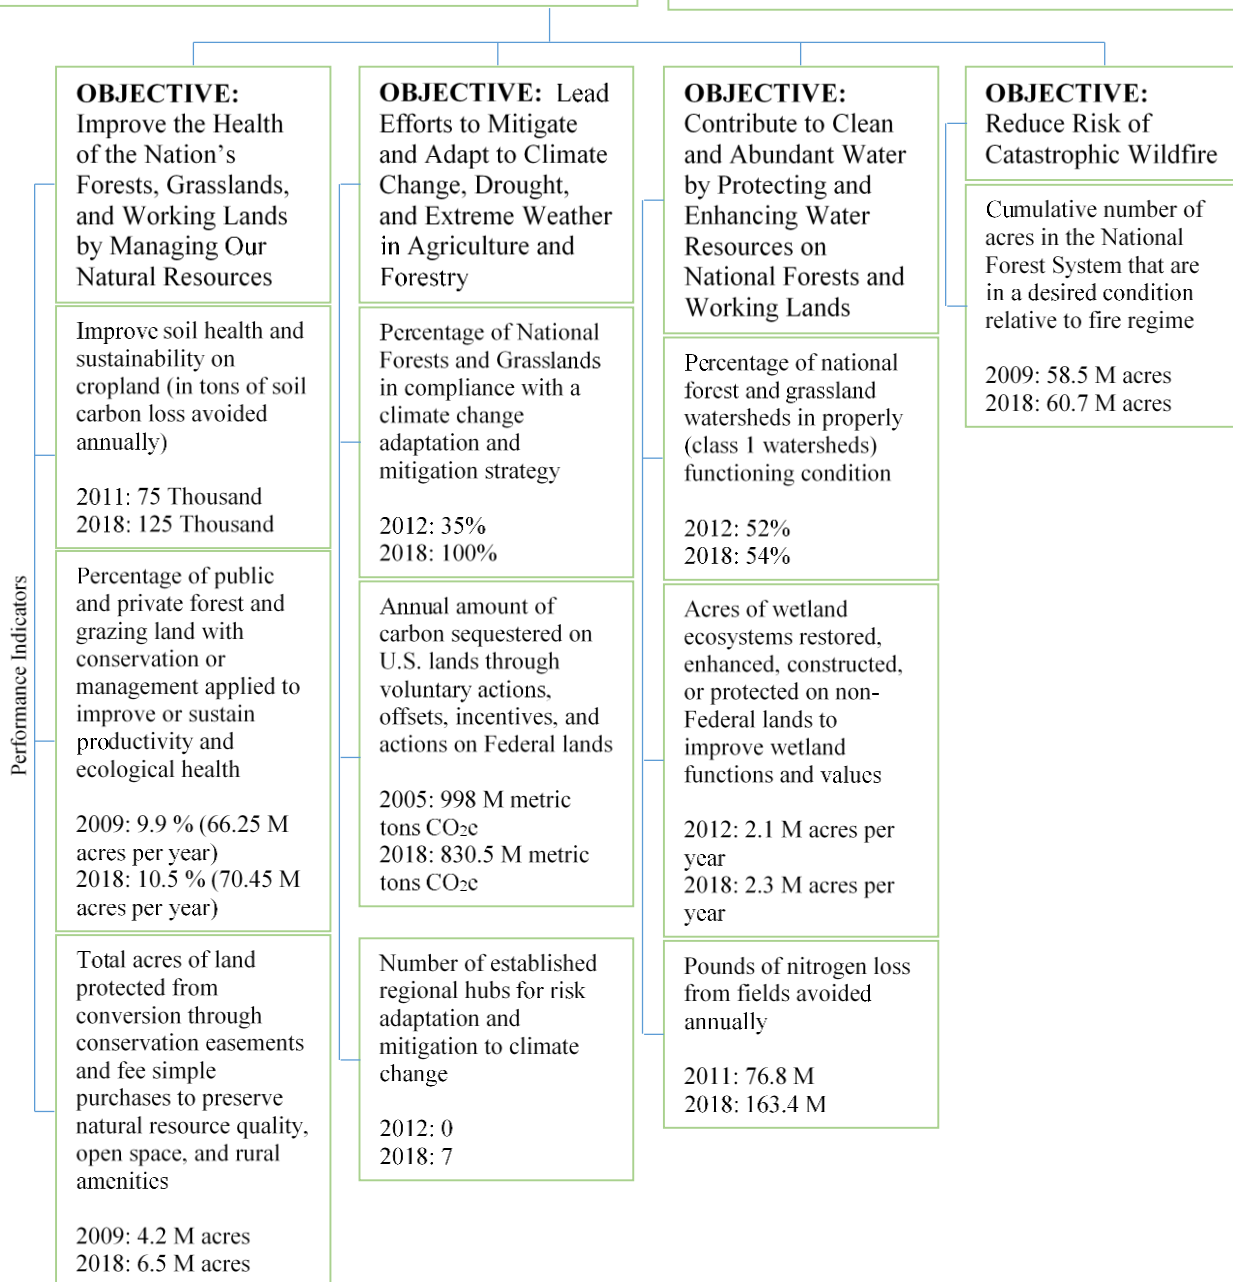 OBJECTIVE:
Improve the Health
of the Nation’s
Forests, Grasslands,
and Working Lands
by Managing Our
Natural Resources
Improve soil health and
sustainability on
cropland (in tons of soil
carbon loss avoided
annually)
2011: 75 Thousand
2018: 125 Thousand
Performance Indicators
Percentage of public
and private forest and
grazing land with
conservation or
management applied to
improve or sustain
productivity and
ecological health
2009: 9.9 % (66.25 M
acres per year)
2018: 10.5 % (70.45 M
acres per year)
Total acres of land
protected from
conversion through
conservation easements
and fee simple
purchases to preserve
natural resource quality,
open space, and rural
amenities
2009: 4.2 M acres
2018: 6.5 M acres
OBJECTIVE: Lead
Efforts to Mitigate
and Adapt to Climate
Change, Drought,
and Extreme Weather
in Agriculture and
Forestry
Percentage of National
Forests and Grasslands
in compliance with a
climate change
adaptation and
mitigation strategy
2012: 35%
2018: 100%
Annual amount of
carbon sequestered on
U.S. lands through
voluntary actions,
offsets, incentives, and
actions on Federal lands
2005: 998 M metric
tons CO2e
2018: 830.5 M metric
tons CO2e
Number of established
regional hubs for risk
adaptation and
mitigation to climate
change
2012: 0
2018: 7
OBJECTIVE:
Contribute to Clean
and Abundant Water
by Protecting and
Enhancing Water
Resources on
National Forests and
Working Lands
Percentage of national
forest and grassland
watersheds in properly
(class 1 watersheds)
functioning condition
2012: 52%
2018: 54%
Acres of wetland
ecosystems restored,
enhanced, constructed,
or protected on non-
Federal lands to
improve wetland
functions and values
2012: 2.1 M acres per
year
2018: 2.3 M acres per
year
Pounds of nitrogen loss
from fields avoided
annually
2011: 76.8 M
2018: 163.4 M
OBJECTIVE:
Reduce Risk of
Catastrophic Wildfire
Cumulative number of
acres in the National
Forest System that are
in a desired condition
relative to fire regime
2009: 58.5 M acres
2018: 60.7 M acres